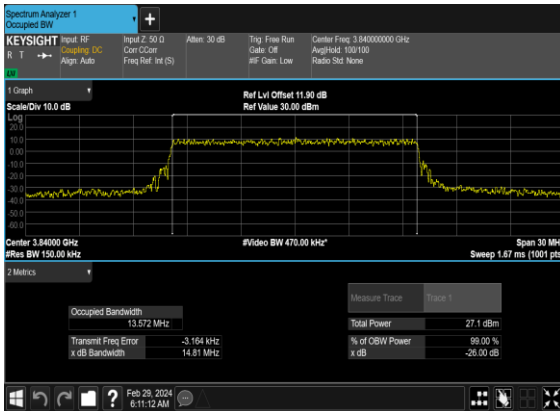 Spectrum Analyzer 1
Occupied BW
KEYSIGHT
R T
LW
Input: RF
Coupling: DC
Align: Auto
Input Z: 50 Ω
Corr CCorr
Freq Ref: Int (S)
Atten: 30 dB
Trig: Free Run
Gate: Off
#IF Gain: Low
Center Freq: 3.840000000 GHz
Avg|Hold: 100/100
Radio Std: None
1 Graph
Scale/Div 10.0 dB
Ref Lvl Offset 11.90 dB
Ref Value 30.00 dBm
Log
20.0
10.0
0.00
-10.0
-20.0
-30.0
-40.0
-50.0
-60.0
Center 3.84000 GHz
#Video BW 470.00 kHz*
Span 30 MH
#Res BW 150.00 kHz
Sweep 1.67 ms (1001 pts
2 Metrics
Measure Trace
Trace 1
Occupied Bandwidth
13.572 MHz
Total Power
27.1 dBm
Transmit Freq Error
-3.164 kHz
% of OBW Power
99.00 %
x dB Bandwidth
14.81 MHz
x dB
-26.00 dB
?
Feb 29, 2024
6:11:12 AM